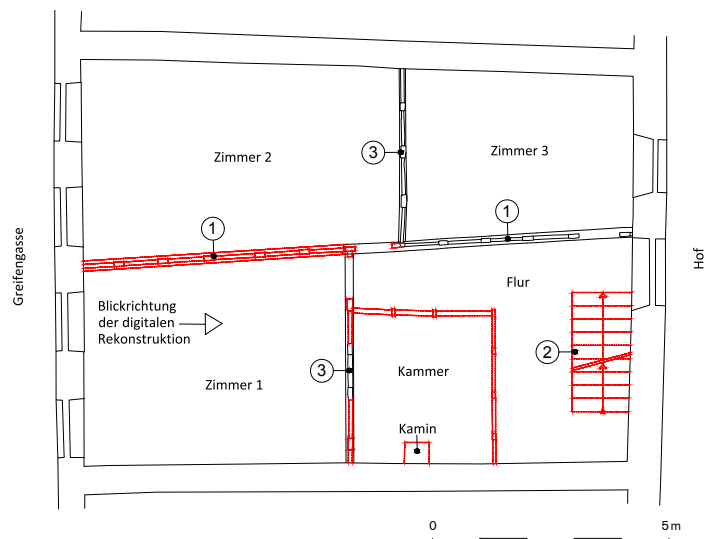 Zimmer 2
3
Zimmer 3
1
1
Greifengasse
Hof
Flur
Blickrichtung
der digitalen
Rekonstruktion
2
3
Kammer
Zimmer 1
Kamin
0
5 m